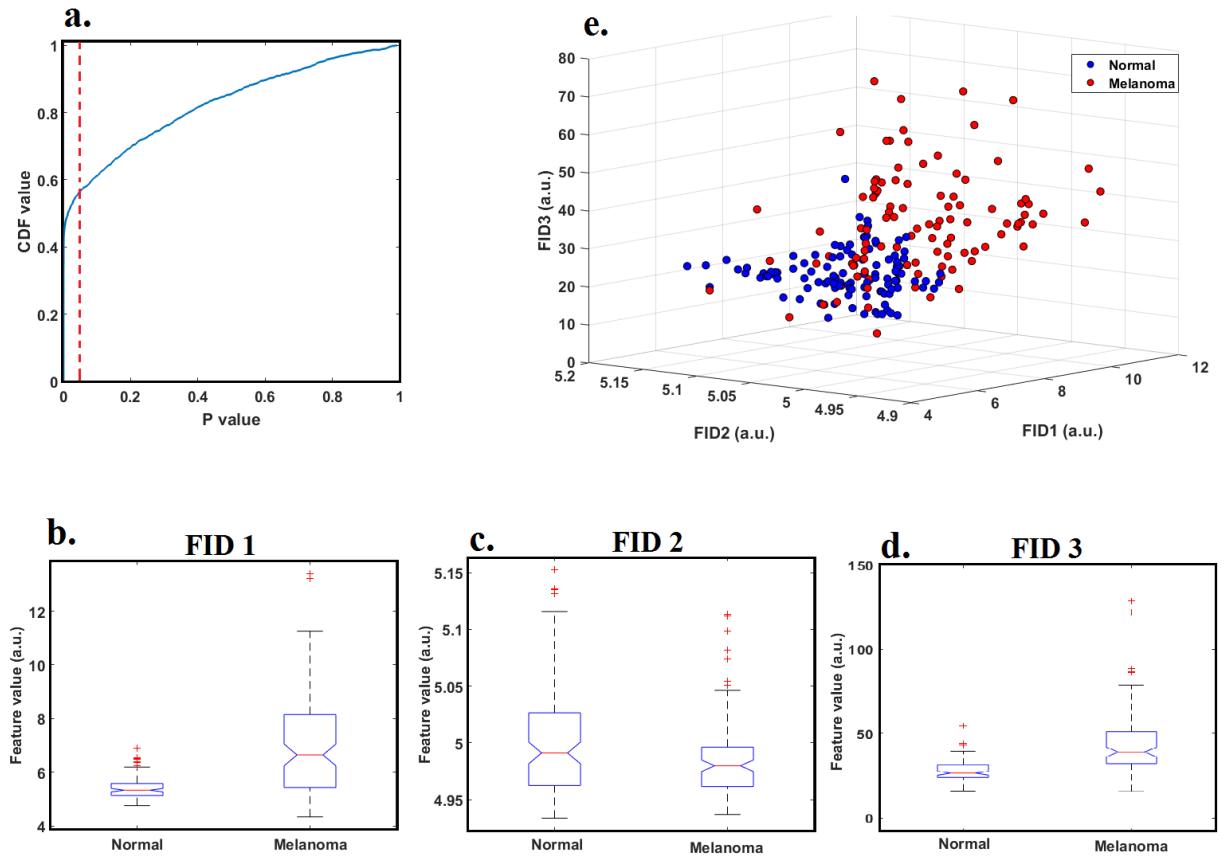 a.
1
0.8
0.6
0.4
0.2
0
CDF value
0
0.2
0.4
0.6
0.8
1
P value
e.
80
70
60
50
40
30
20
10
0
FID3 (a.u.)
Normal
Melanoma
5.2
5.15
5.1
5.05
5
4.95
4.9
FID2 (a.u.)
4
6
8
10
12
FID1 (a.u.)
b.
FID 1
12
10
8
6
4
Feature value (a.u.)
Normal
Melanoma
c.
FID 2
5.15
5.1
5.05
5
4.95
Feature value (a.u.)
Normal
Melanoma
d.
FID 3
150
100
50
0
Feature value (a.u.)
Normal
Melanoma